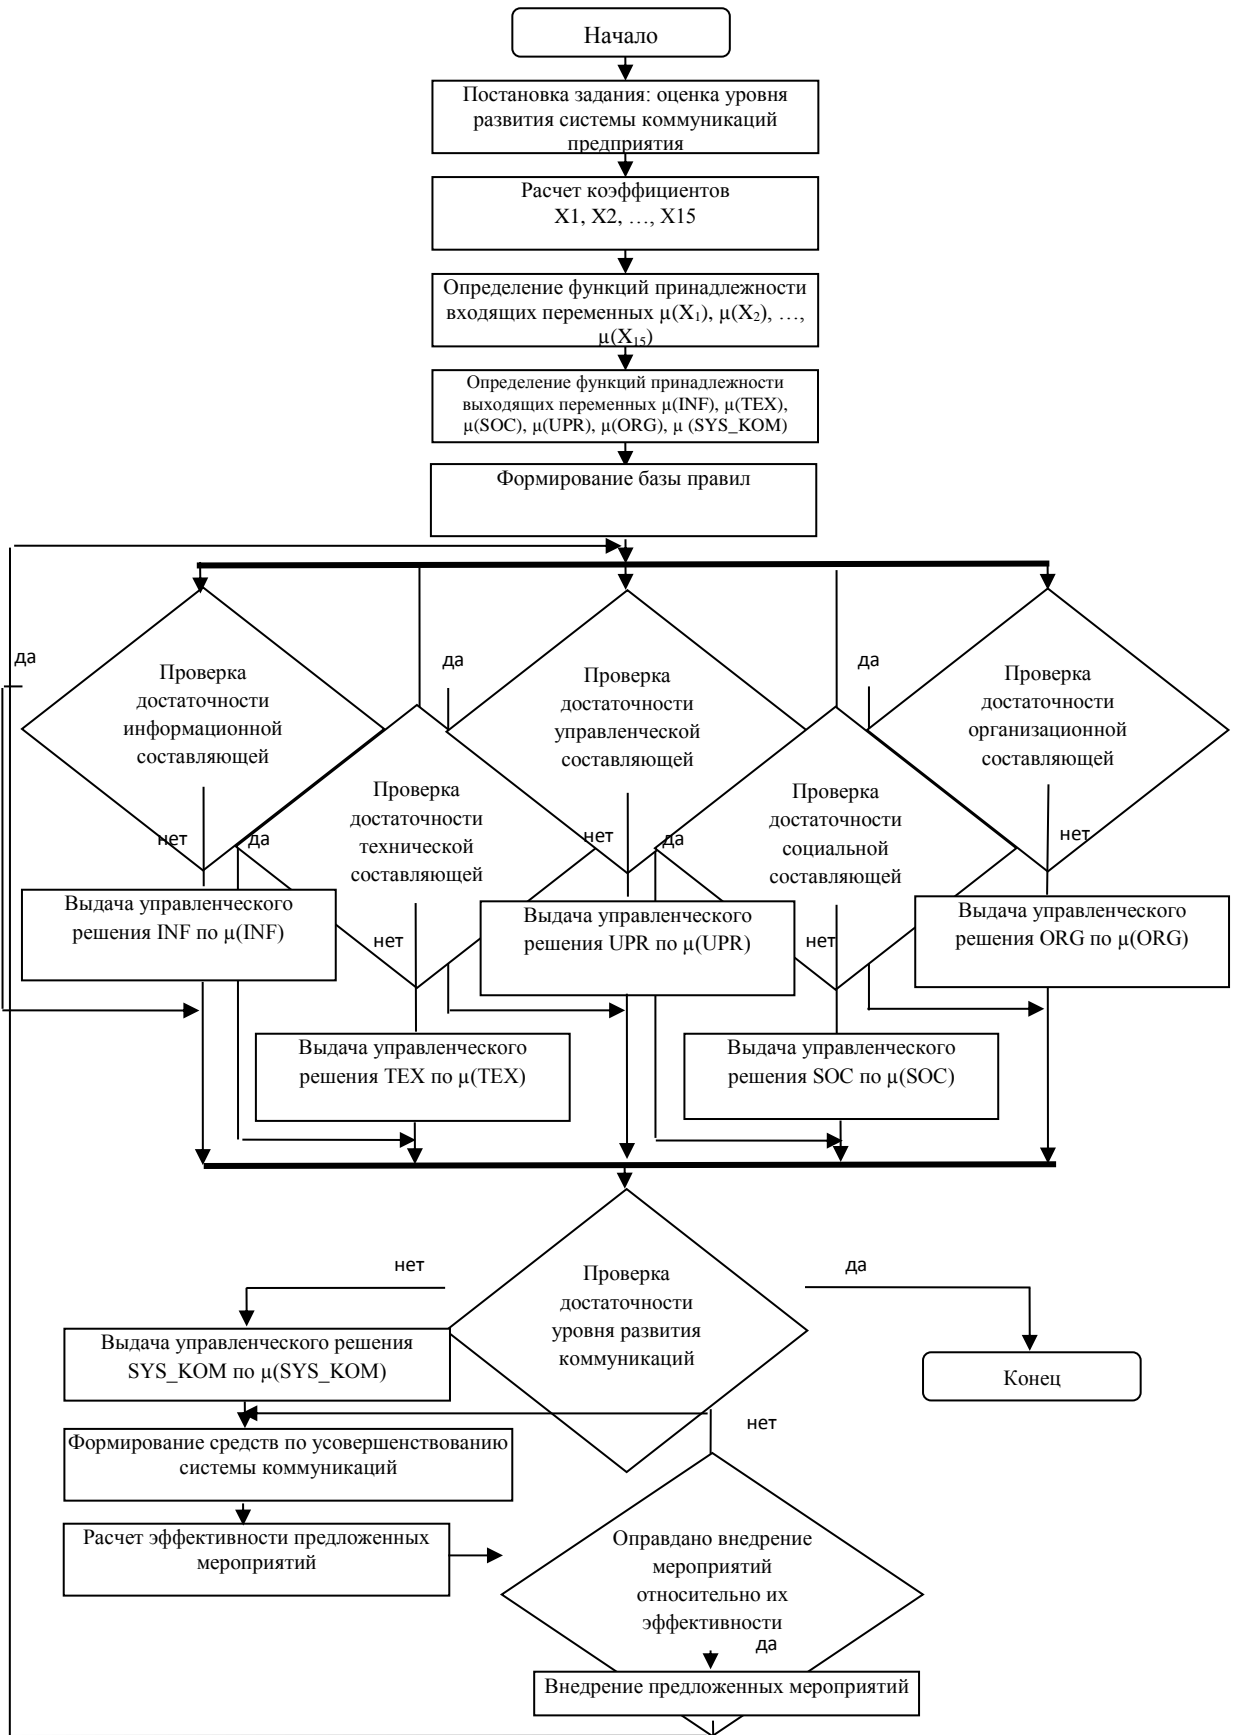 Начало
Постановка задания: оценка уровня
развития системы коммуникаций
предприятия
Расчет коэффициентов
X1, X2, …, X15
Определение функций принадлежности
входящих переменных µ(X₁), µ(X₂), …,
µ(X₁₅)
Определение функций принадлежности
выходящих переменных µ(INF), µ(TEX),
µ(SOC), µ(UPR), µ(ORG), µ (SYS_KOM)
Формирование базы правил
да
Проверка
достаточности
информационной
составляющей
да
Проверка
достаточности
управленческой
составляющей
да
Проверка
достаточности
организационной
составляющей
нет
да
Проверка
достаточности
технической
составляющей
нет
да
Проверка
достаточности
социальной
составляющей
нет
Выдача управленческого
решения INF по µ(INF)
нет
Выдача управленческого
решения UPR по µ(UPR)
нет
Выдача управленческого
решения ORG по µ(ORG)
Выдача управленческого
решения TEX по µ(TEX)
Выдача управленческого
решения SOC по µ(SOC)
нет
Проверка
достаточности
уровня развития
коммуникаций
да
Выдача управленческого решения
SYS_KOM по µ(SYS_KOM)
Конец
нет
Формирование средств по усовершенствованию
системы коммуникаций
Расчет эффективности предложенных
мероприятий
Оправдано внедрение
мероприятий
относительно их
эффективности
да
Внедрение предложенных мероприятий